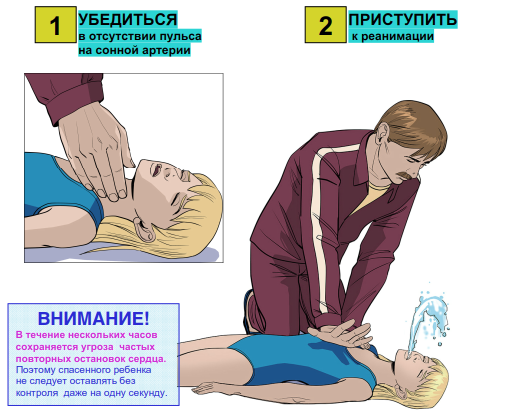 1 УБЕДИТЬСЯ
в отсутствии пульса
на сонной артерии
2 ПРИСТУПИТЬ
к реанимации
ВНИМАНИЕ!
В течение нескольких часов
сохраняется угроза частых
повторных остановок сердца.
Поэтому спасенного ребенка
не следует оставлять без
контроля даже на одну секунду.